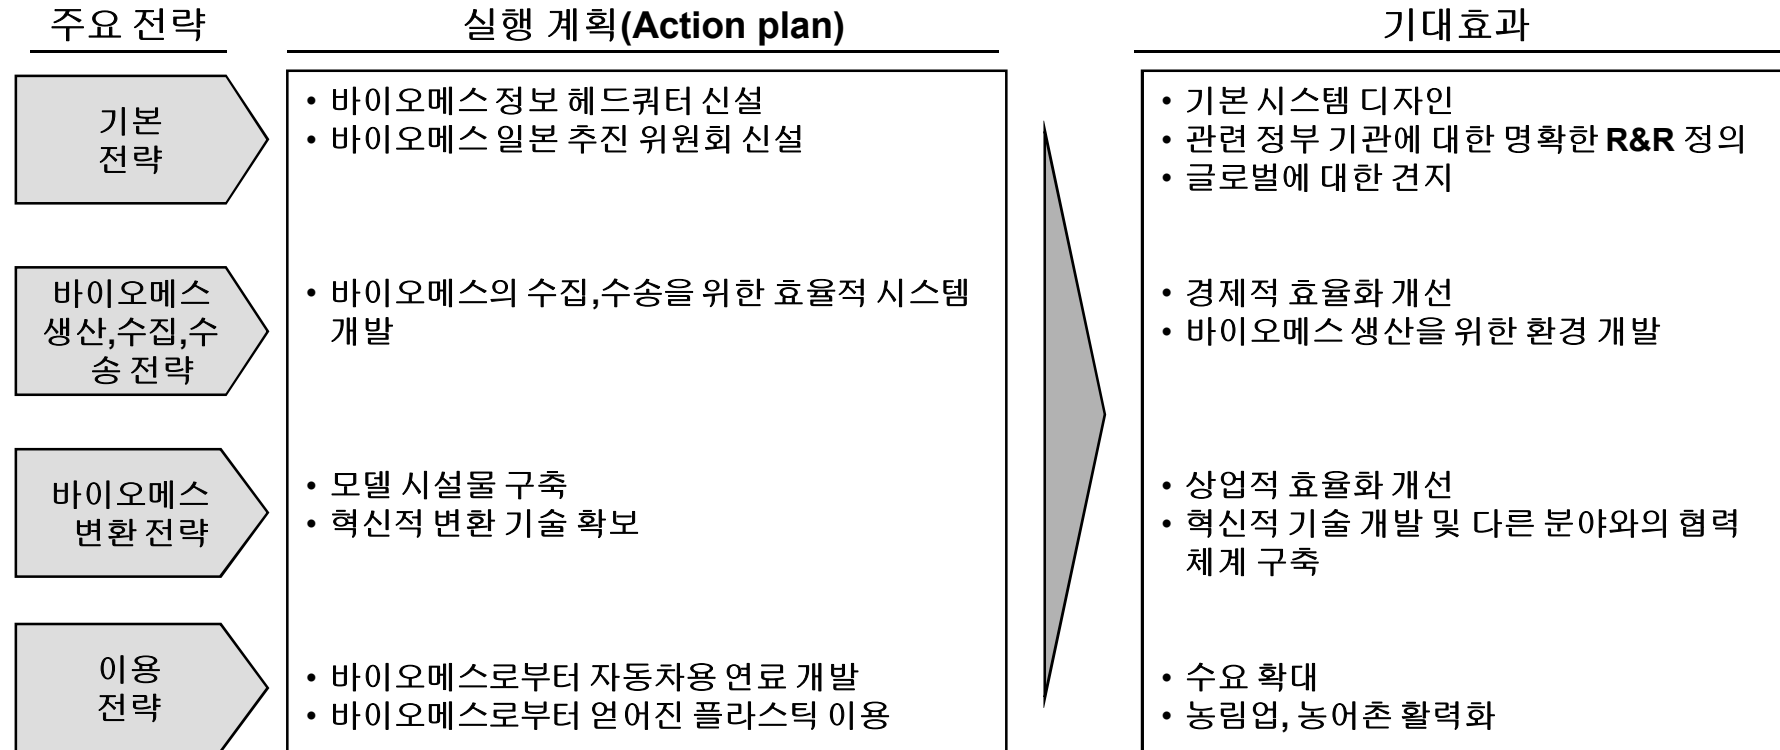 주요 전략
실행 계획(Action plan)
기대효과
기본
전략
• 바이오메스 정보 헤드쿼터 신설
• 바이오메스 일본 추진 위원회 신설
• 기본 시스템 디자인
• 관련 정부 기관에 대한 명확한 R&R 정의
• 글로벌에 대한 견지
바이오메스
생산,수집,수
송 전략
• 바이오메스의 수집,수송을 위한 효율적 시스템
개발
• 경제적 효율화 개선
• 바이오메스 생산을 위한 환경 개발
바이오메스
변환 전략
• 모델 시설물 구축
• 혁신적 변환 기술 확보
• 상업적 효율화 개선
• 혁신적 기술 개발 및 다른 분야와의 협력
체계 구축
이용
전략
• 바이오메스로부터 자동차용 연료 개발
• 바이오메스로부터 얻어진 플라스틱 이용
• 수요 확대
• 농림업, 농어촌 활력화